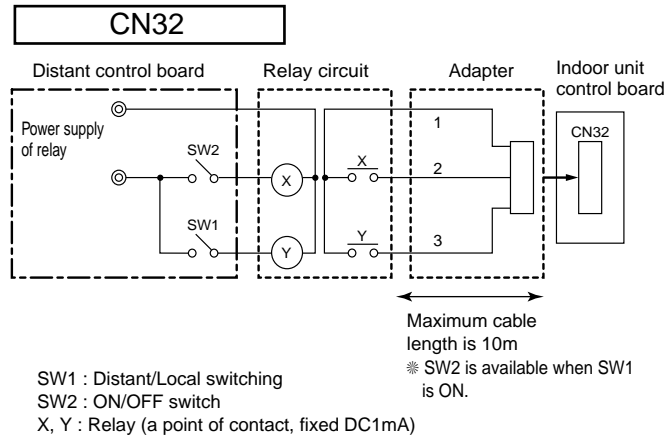 CN32
Distant control board
Relay circuit
Adapter
Indoor unit
control board
Power supply
of relay
SW2
SW1
X
Y
X
Y
1
2
3
CN32
Maximum cable
length is 10m
※ SW2 is available when SW1
is ON.
SW1 : Distant/Local switching
SW2 : ON/OFF switch
X, Y : Relay (a point of contact, fixed DC1mA)